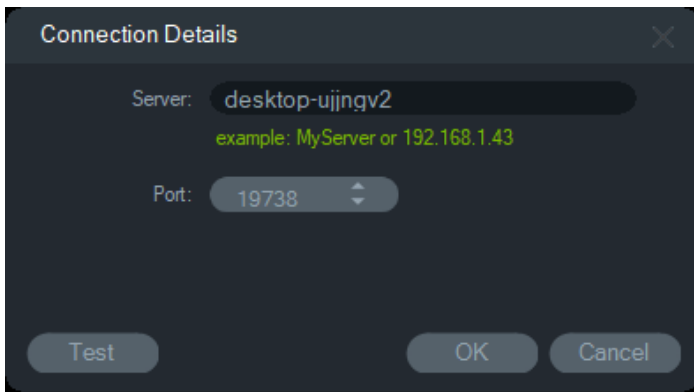 Connection Details
Server: desktop-ujjngv2
example: MyServer or 192.168.1.43
Port: 19738
Test OK Cancel